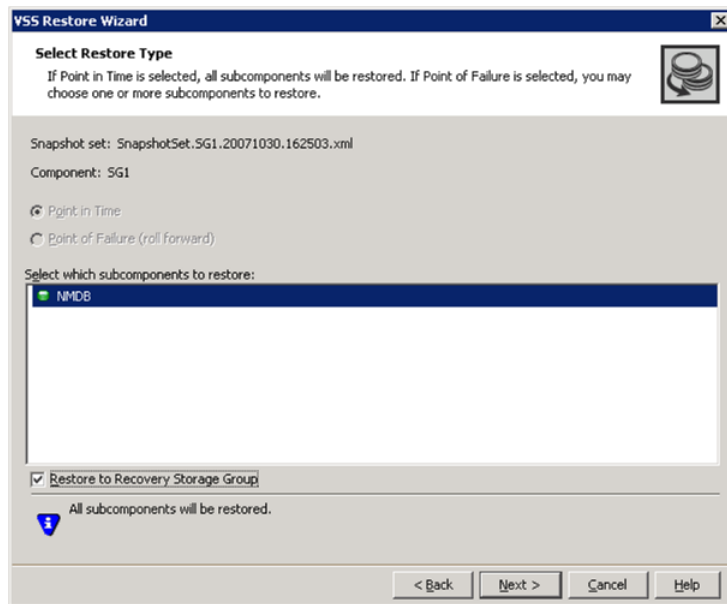 VSS Restore Wizard
Select Restore Type
If Point in Time is selected, all subcomponents will be restored. If Point of Failure is selected, you may
choose one or more subcomponents to restore.
Snapshot set: SnapshotSet.SG1.20071030.162503.xml
Component: SG1
Point in Time
Point of Failure (roll forward)
Select which subcomponents to restore:
NMDB
Restore to Recovery Storage Group
All subcomponents will be restored.
< Back Next > Cancel Help